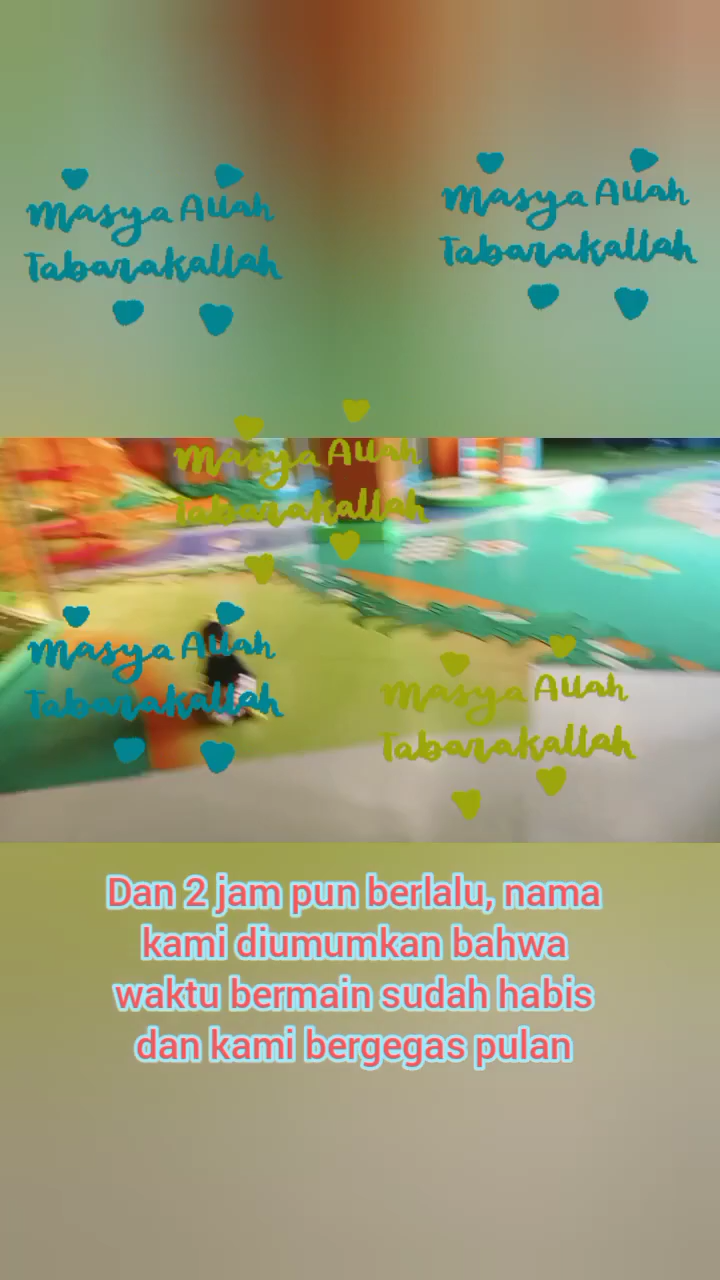 Masya Allah
Tabarakallah
Masya Allah
Tabarakallah
Masya Allah
Tabarakallah
Masya Allah
Tabarakallah
Masya Allah
Tabarakallah
Dan 2 jam pun berlalu, nama
kami diumumkan bahwa
waktu bermain sudah habis
dan kami bergegas pulan